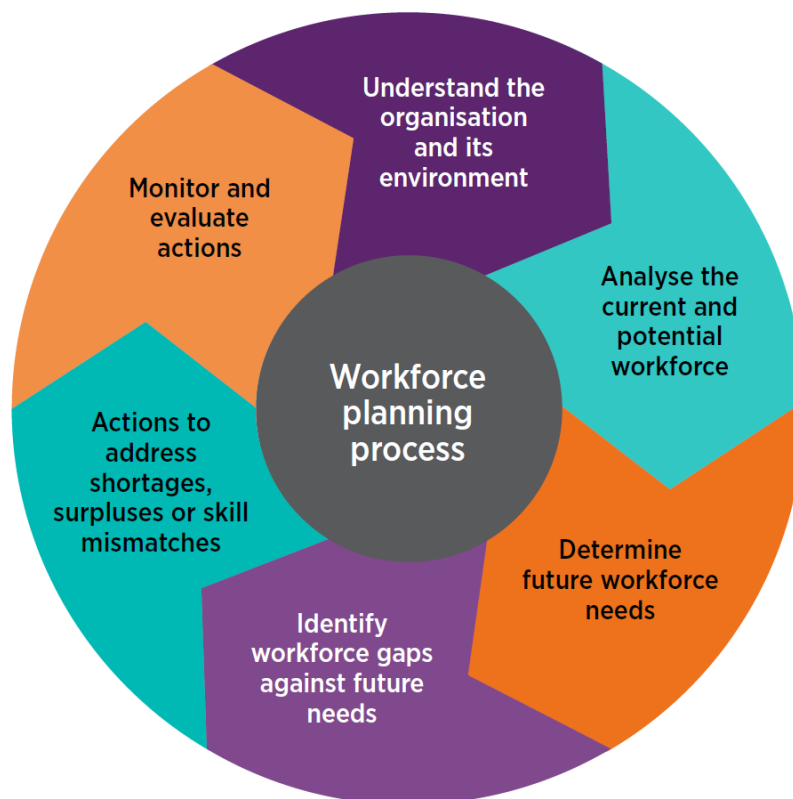 Understand the
organisation
and its
environment
Analyse the
current and
potential
workforce
Determine
future workforce
needs
Identify
workforce gaps
against future
needs
Actions to
address
shortages,
surpluses or skill
mismatches
Monitor and
evaluate
actions
Workforce
planning
process